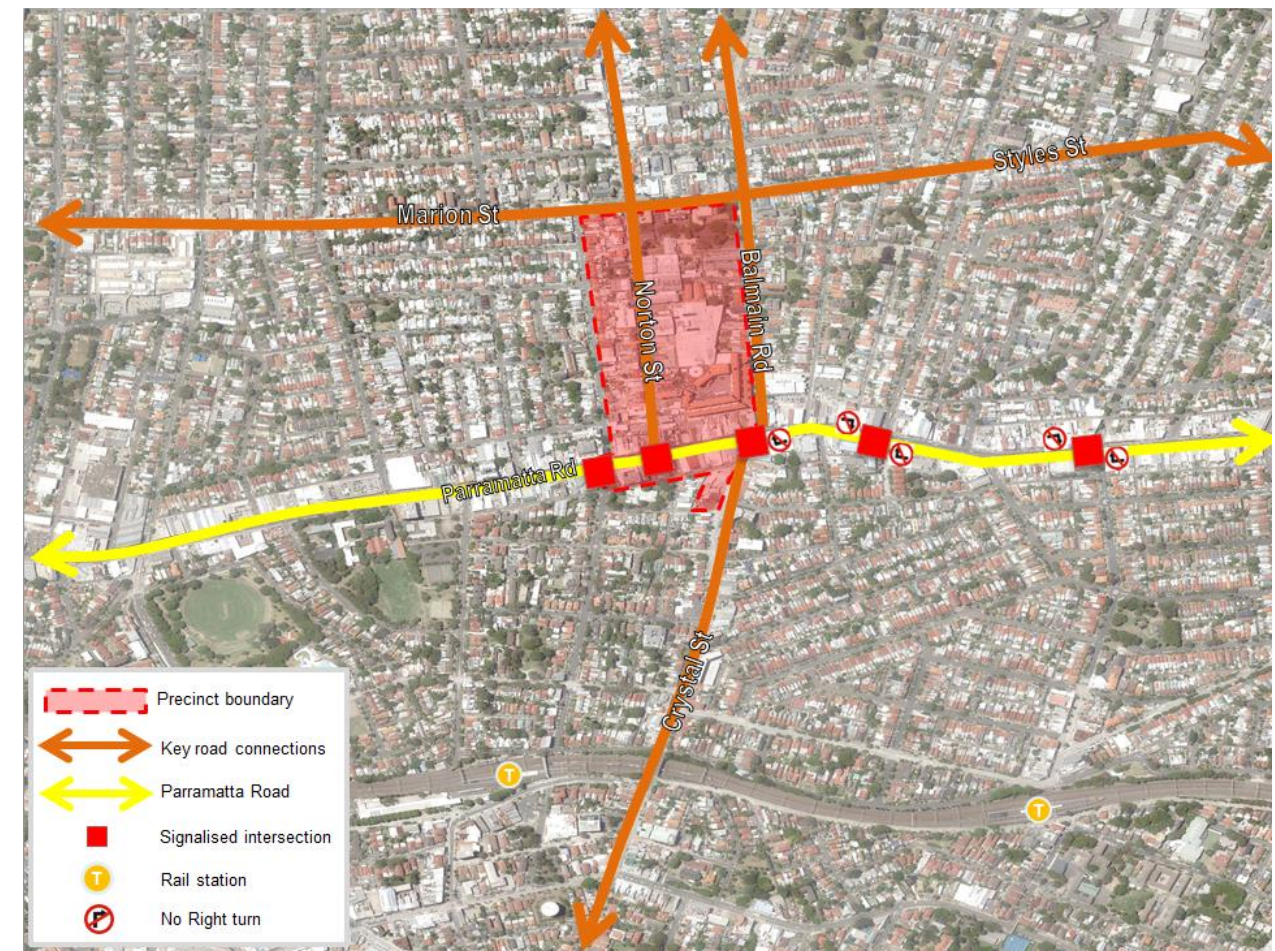 Styles St
Marion St
Norton St
Balmain Rd
Parramatta Rd
Crystal St
Precinct boundary
Key road connections
Parramatta Road
Signalised intersection
T
Rail station
No Right turn
T
T